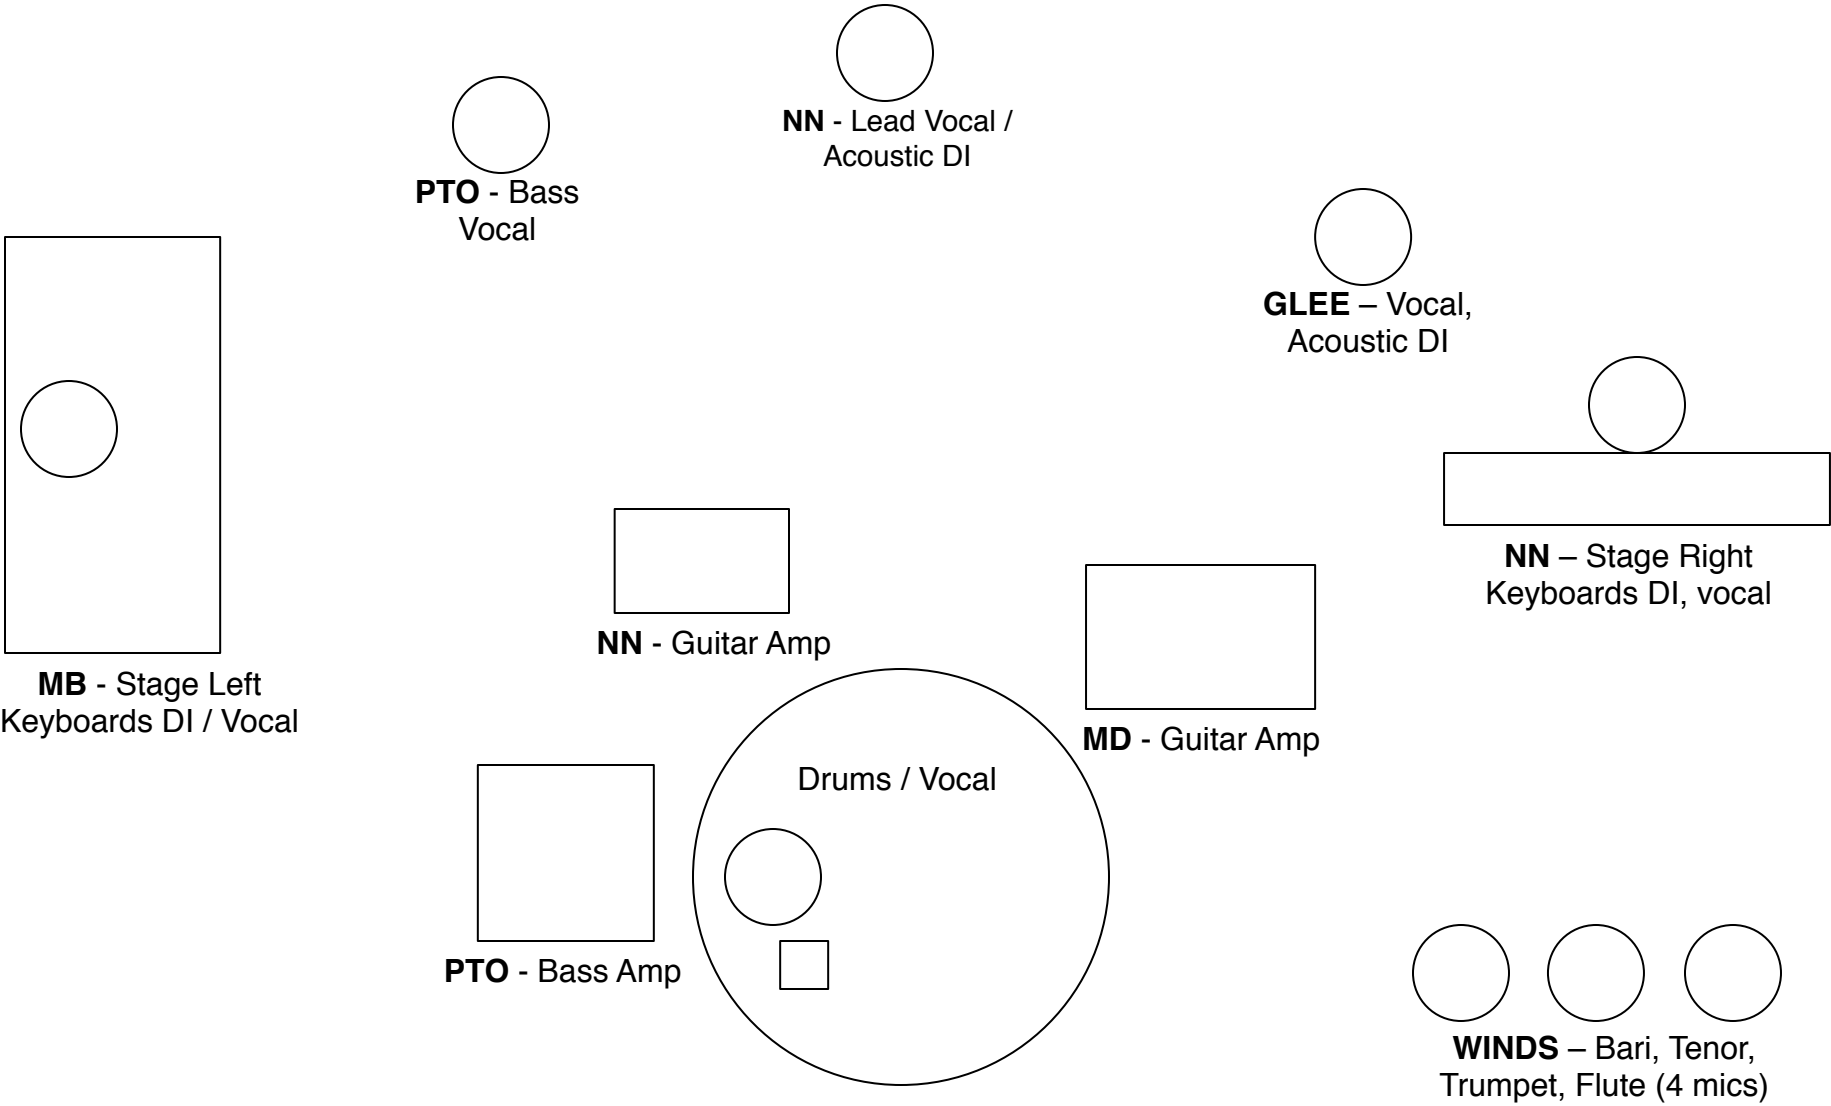 NN - Lead Vocal /
Acoustic DI
PTO - Bass
Vocal
GLEE – Vocal,
Acoustic DI
NN – Stage Right
Keyboards DI, vocal
NN - Guitar Amp
MB - Stage Left
Keyboards DI / Vocal
MD - Guitar Amp
Drums / Vocal
PTO - Bass Amp
WINDS – Bari, Tenor,
Trumpet, Flute (4 mics)